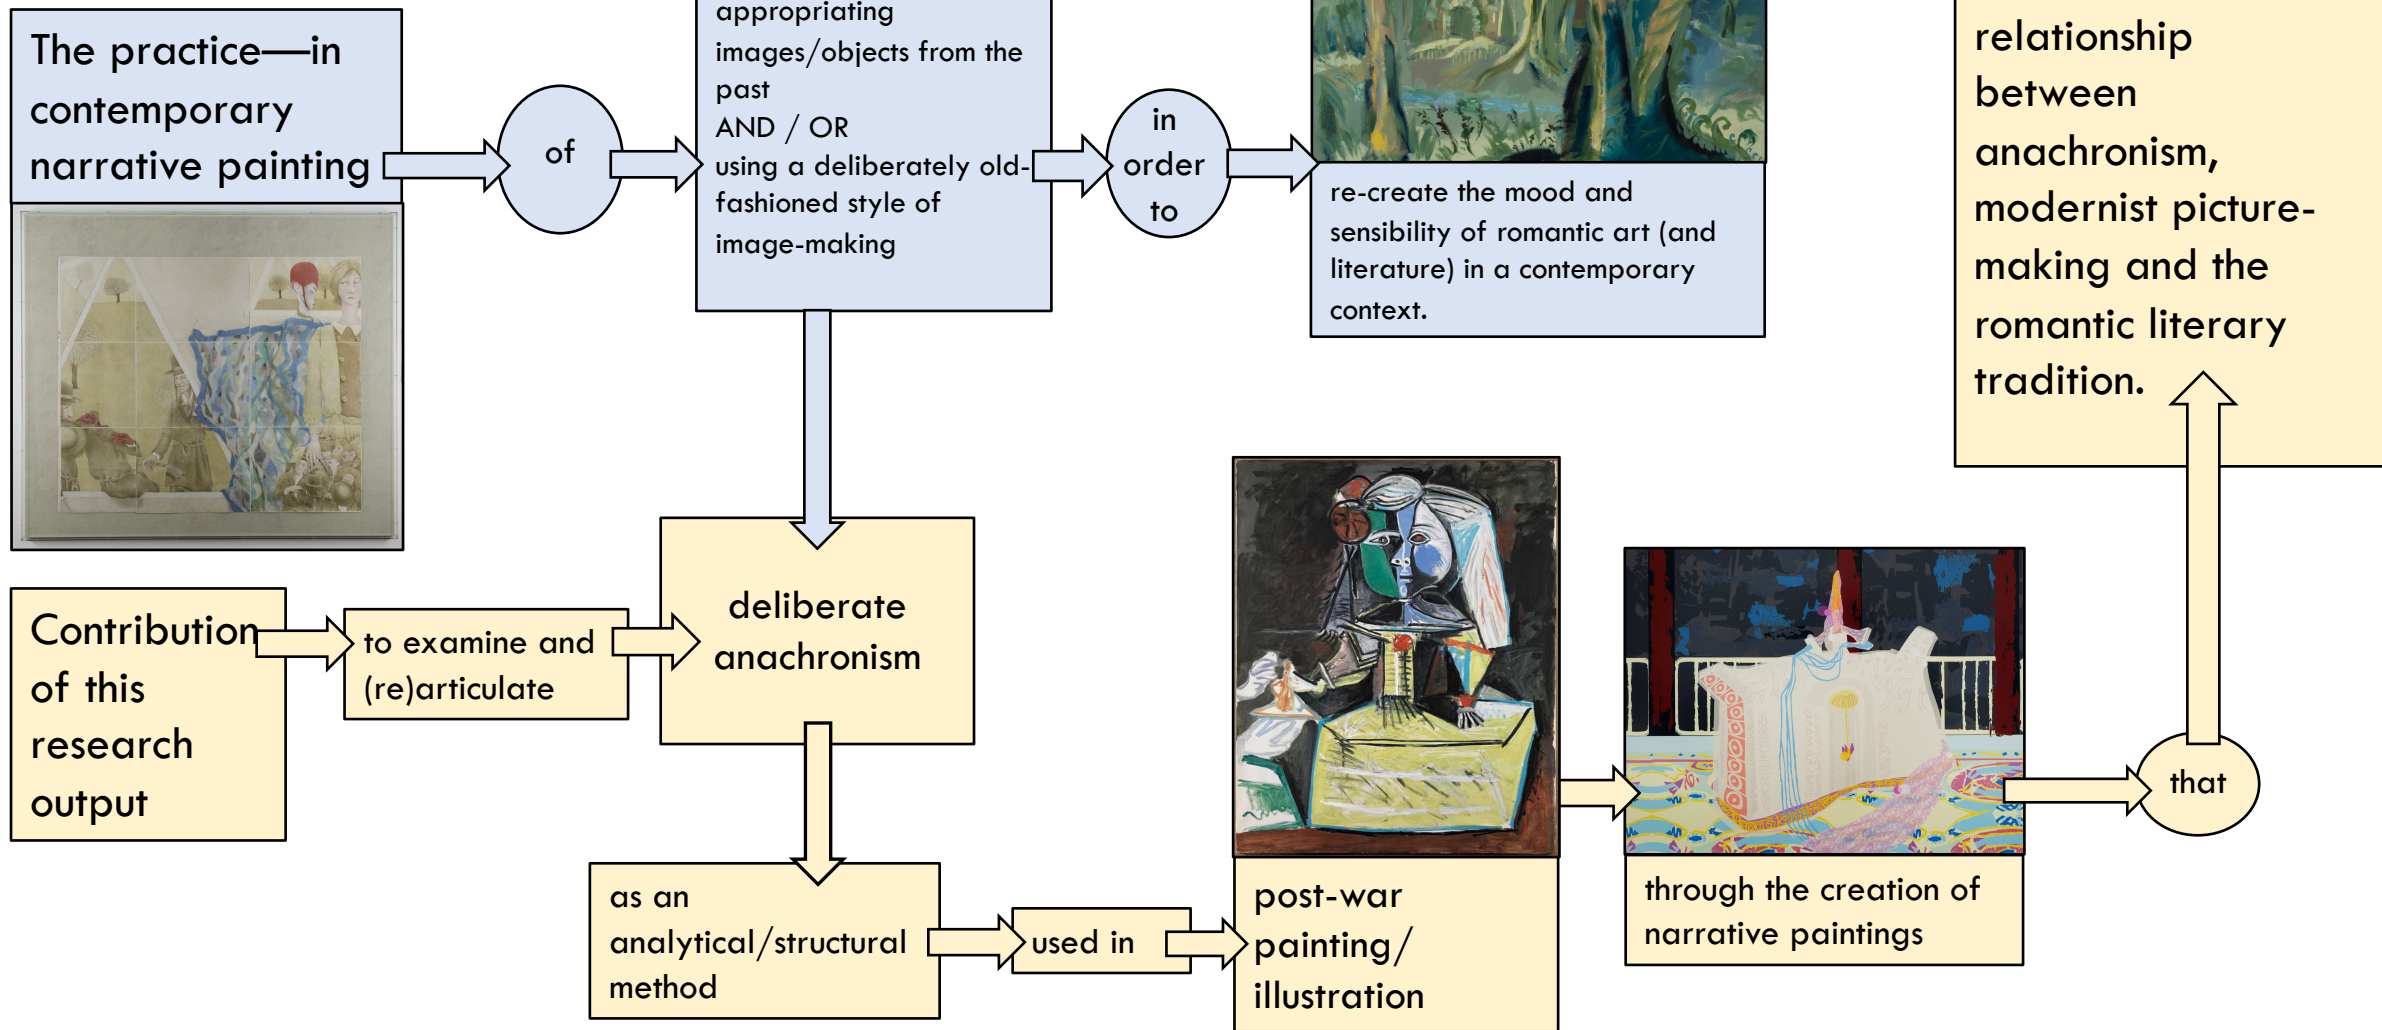 The practice—in
contemporary
narrative painting
of
appropriating
images/objects from the
past
AND / OR
using a deliberately old-
fashioned style of
image-making
in
order
to
re-create the mood and
sensibility of romantic art (and
literature) in a contemporary
context.
Contribution
of this
research
output
to examine and
(re)articulate
deliberate
anachronism
as an
analytical/structural
method
used in
post-war
painting/
illustration
through the creation of
narrative paintings
that
relationship
between
anachronism,
modernist picture-
making and the
romantic literary
tradition.